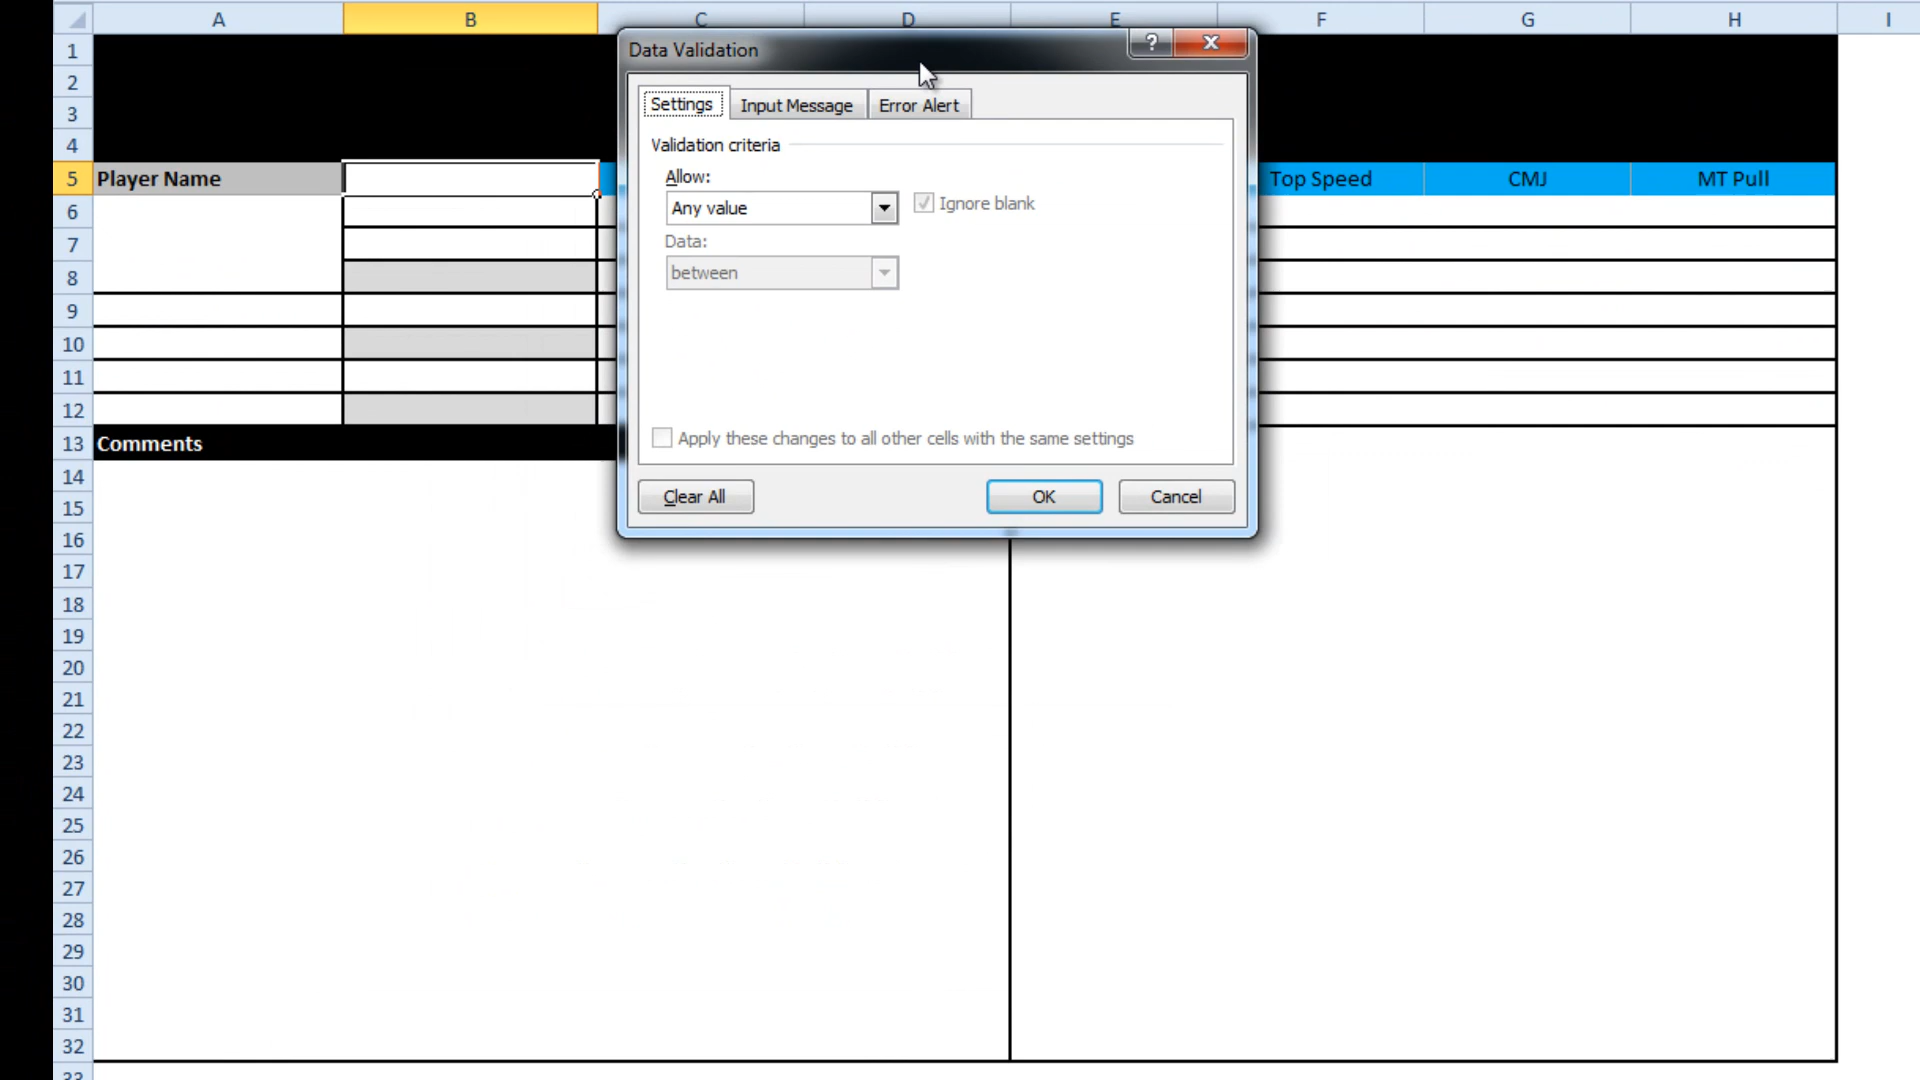 A B C D E F G H I
Data Validation ?
1
2
3
4
Settings Input Message Error Alert
Validation criteria
Allow:
Any value Ignore blank
Data:
between
Apply these changes to all other cells with the same settings
Clear All OK Cancel
5 Player Name Top Speed CMJ MT Pull
6
7
8
9
10
11
12
13 Comments
14
15
16
17
18
19
20
21
22
23
24
25
26
27
28
29
30
31
32
33